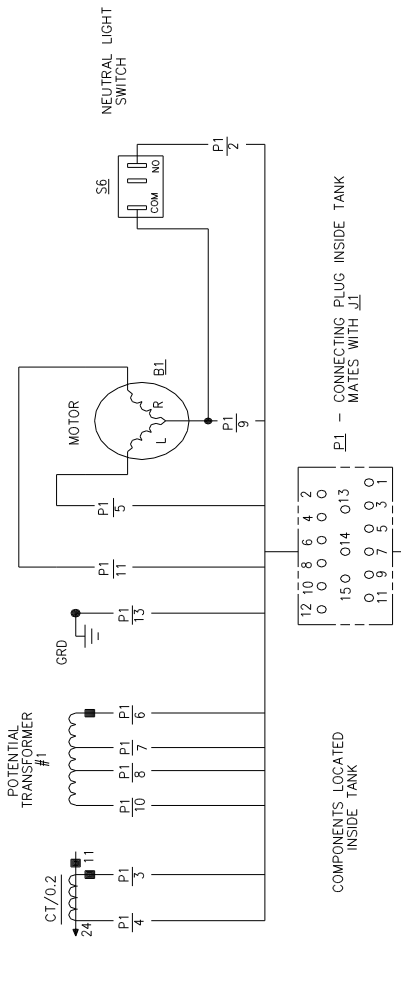 NEUTRAL LIGHT
SWITCH
S6
NO
COM
P1
2
MOTOR
B1
R
L
P1
9
P1
5
P1
11
P1
13
GRD
POTENTIAL
TRANSFORMER
#1
P1
6
P1
7
P1
8
P1
10
CT/0.2
11
24
P1
3
P1
4
P1 - CONNECTING PLUG INSIDE TANK
MATES WITH J1
12 10 8 6 4 2
15 14 13
11 9 7 5 3 1
COMPONENTS LOCATED
INSIDE TANK